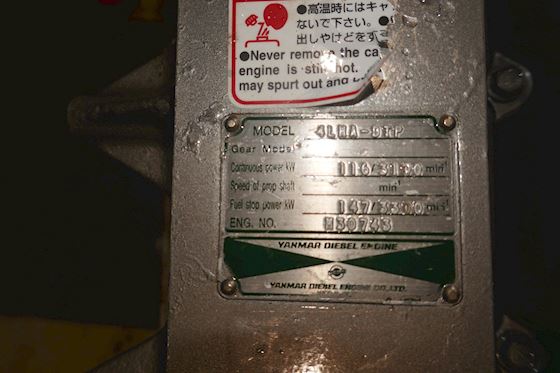 ●高温時にはキャ
ないで下さい。
出しやけどをす
●Never remove the ca
engine is still hot.
may spurt out and
MODEL 4LHA-DTP
Gear Model
Continuous power kW 116/3100 min-1
Speed of prop shaft min-1
Fuel stop power kW 147/3300 min-1
ENG. NO. M30743
YANMAR DIESEL ENGINE
YANMAR DIESEL ENGINE CO.,LTD.